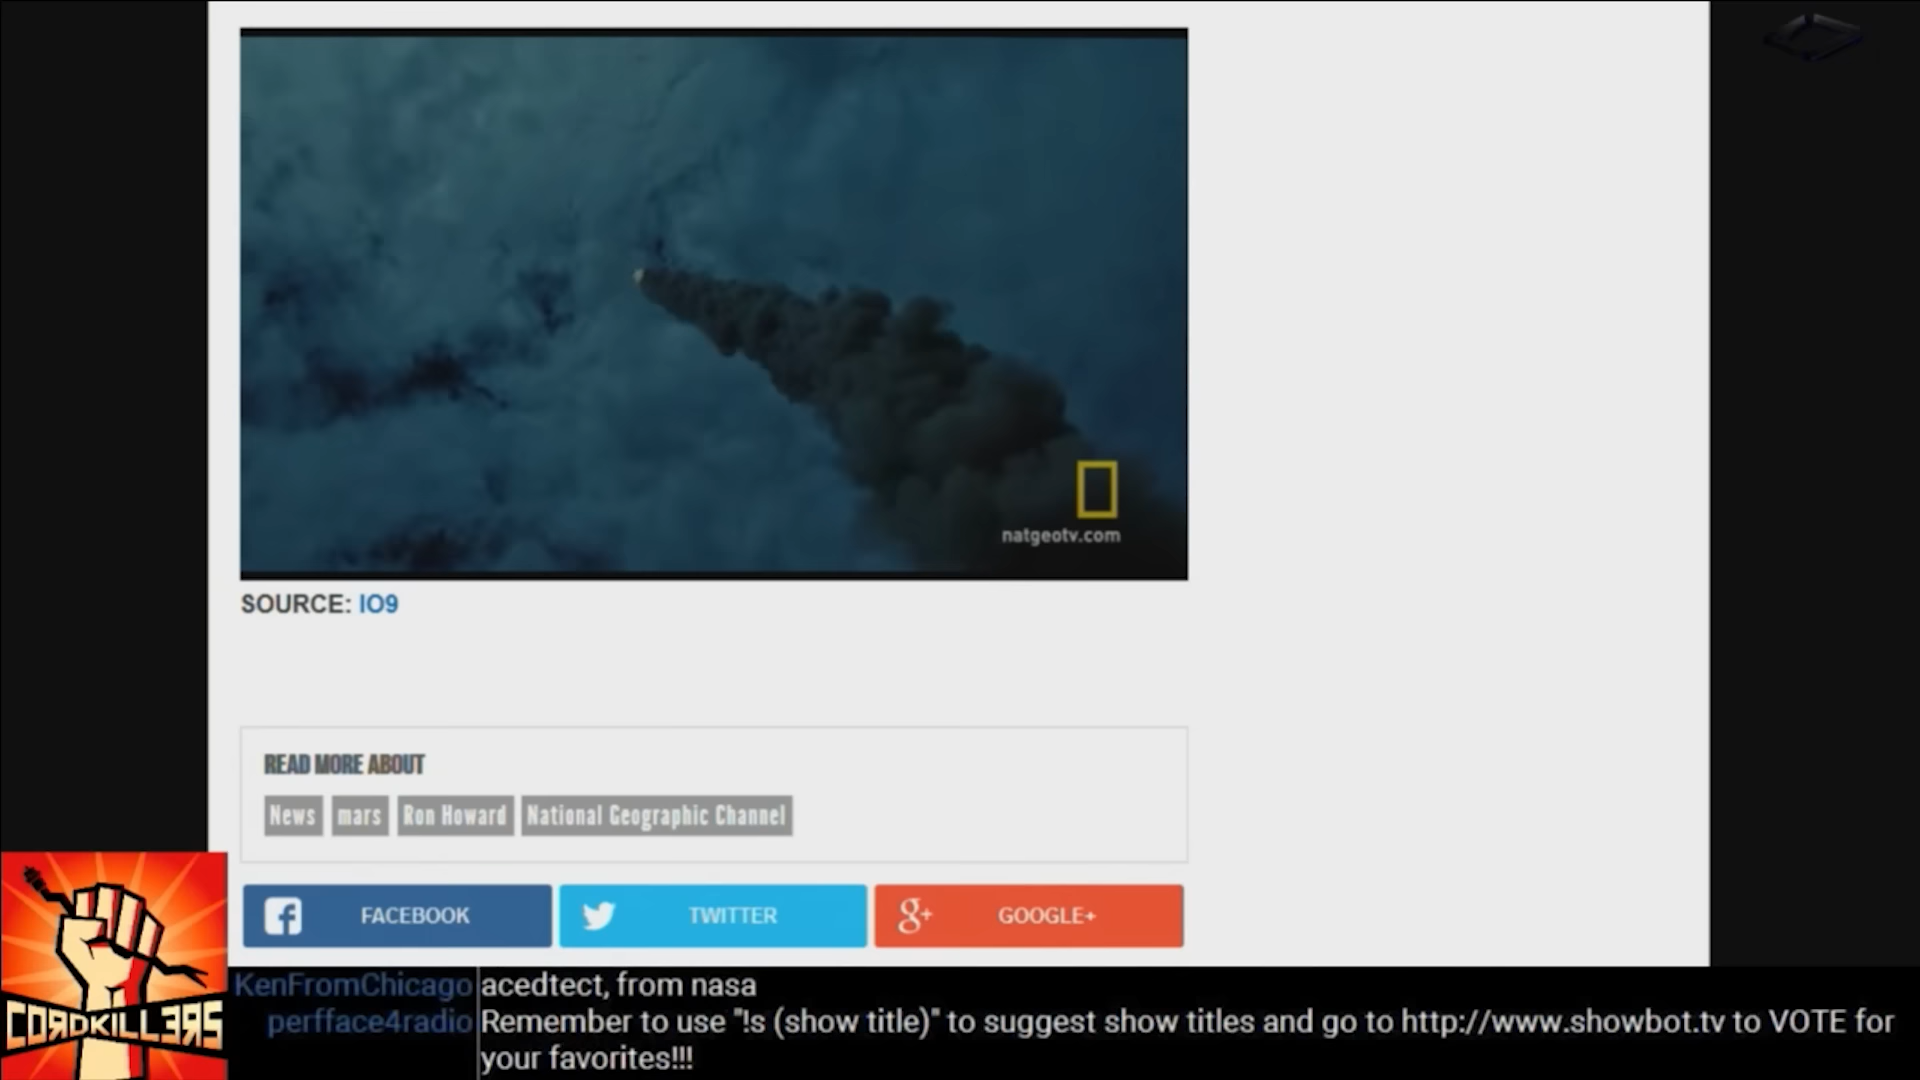 natgeotv.com
SOURCE: IO9
READ MORE ABOUT
News mars Ron Howard National Geographic Channel
FACEBOOK TWITTER g+ GOOGLE+
KenFromChicago acedtect, from nasa
perfface4radio Remember to use "!s (show title)" to suggest show titles and go to http://www.showbot.tv to VOTE for
your favorites!!!
CORDKILLERS